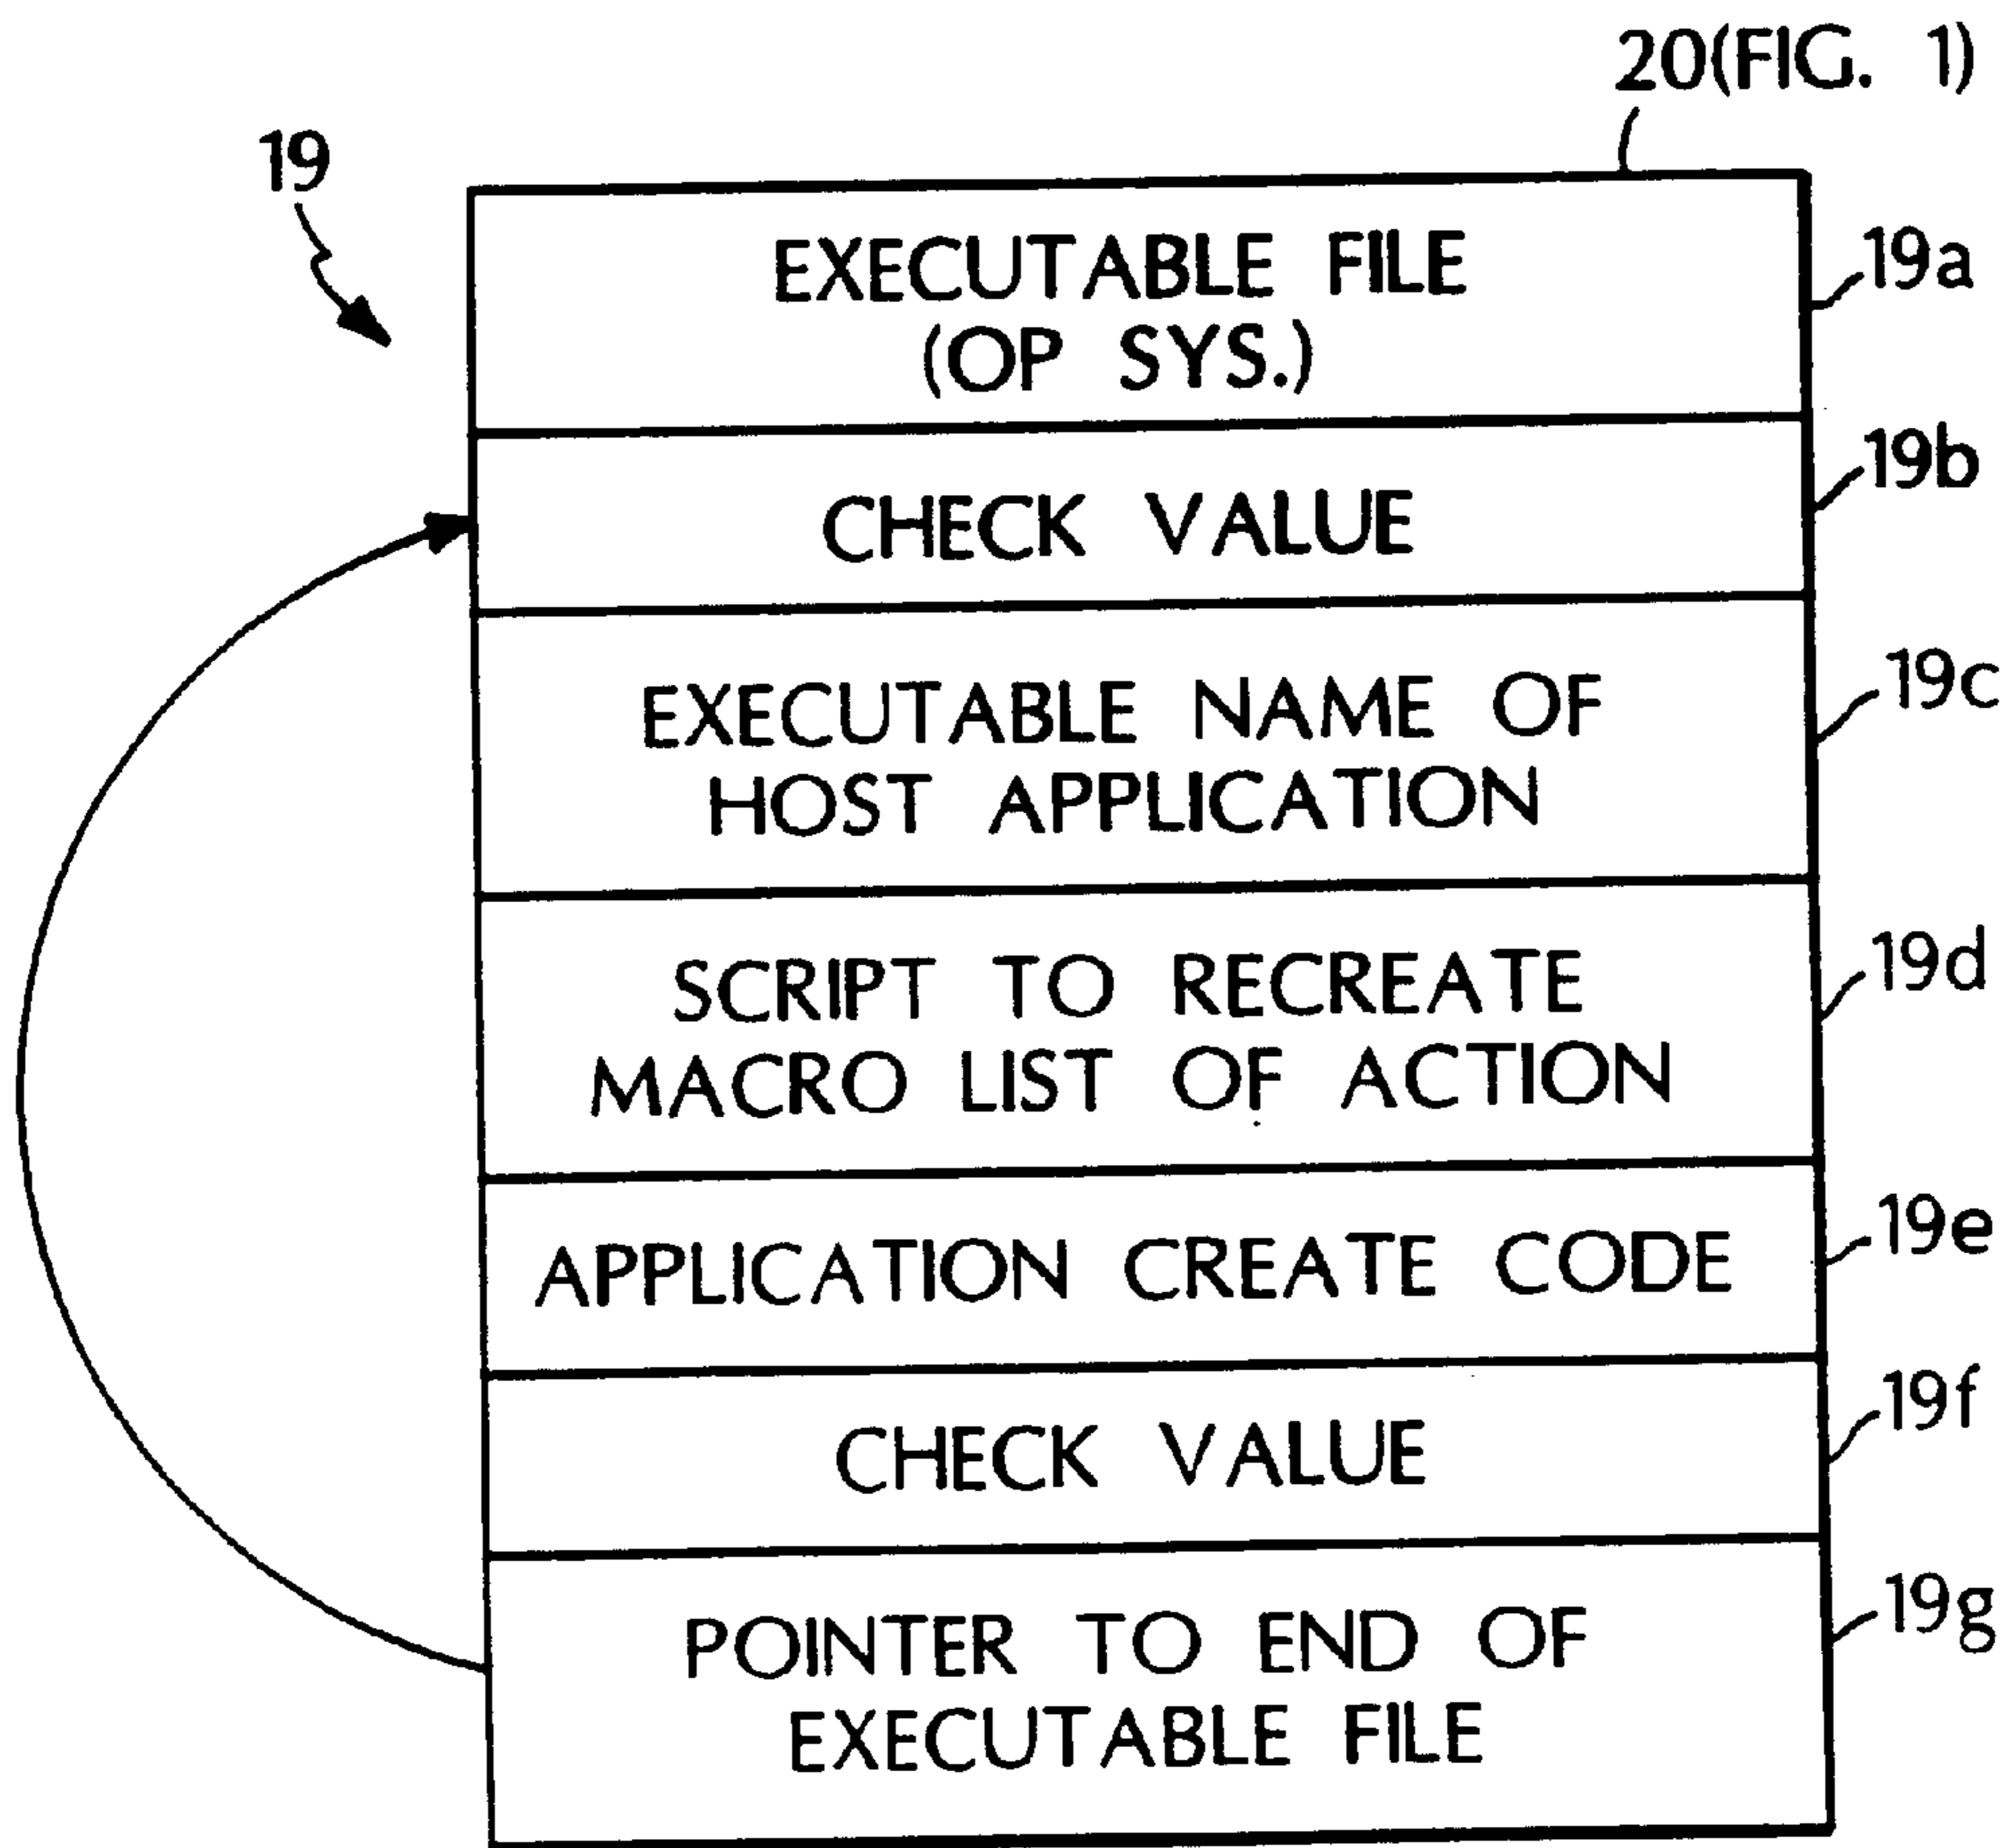 20(FIG. 1)
19
EXECUTABLE FILE
(OP SYS.)
19a
CHECK VALUE
19b
EXECUTABLE NAME OF
HOST APPLICATION
19c
SCRIPT TO RECREATE
MACRO LIST OF ACTION
19d
APPLICATION CREATE CODE
19e
CHECK VALUE
19f
POINTER TO END OF
EXECUTABLE FILE
19g